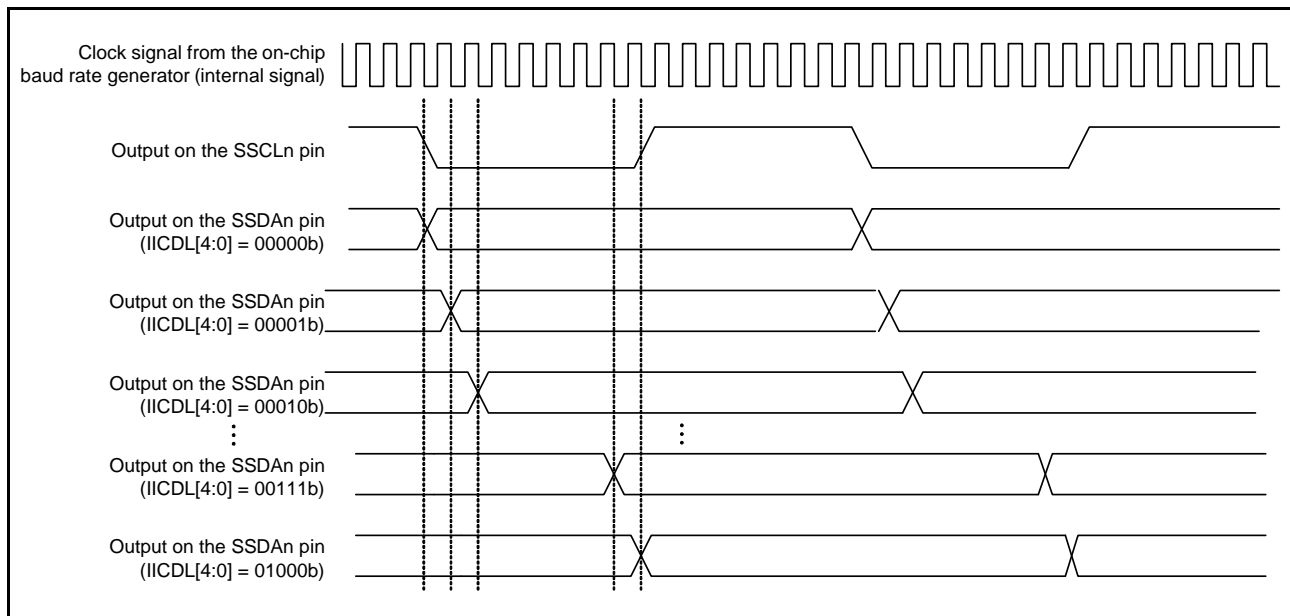 Clock signal from the on-chip
baud rate generator (internal signal)
Output on the SSCLn pin
Output on the SSDAn pin
(IICDL[4:0] = 00000b)
Output on the SSDAn pin
(IICDL[4:0] = 00001b)
Output on the SSDAn pin
(IICDL[4:0] = 00010b)
Output on the SSDAn pin
(IICDL[4:0] = 00111b)
Output on the SSDAn pin
(IICDL[4:0] = 01000b)